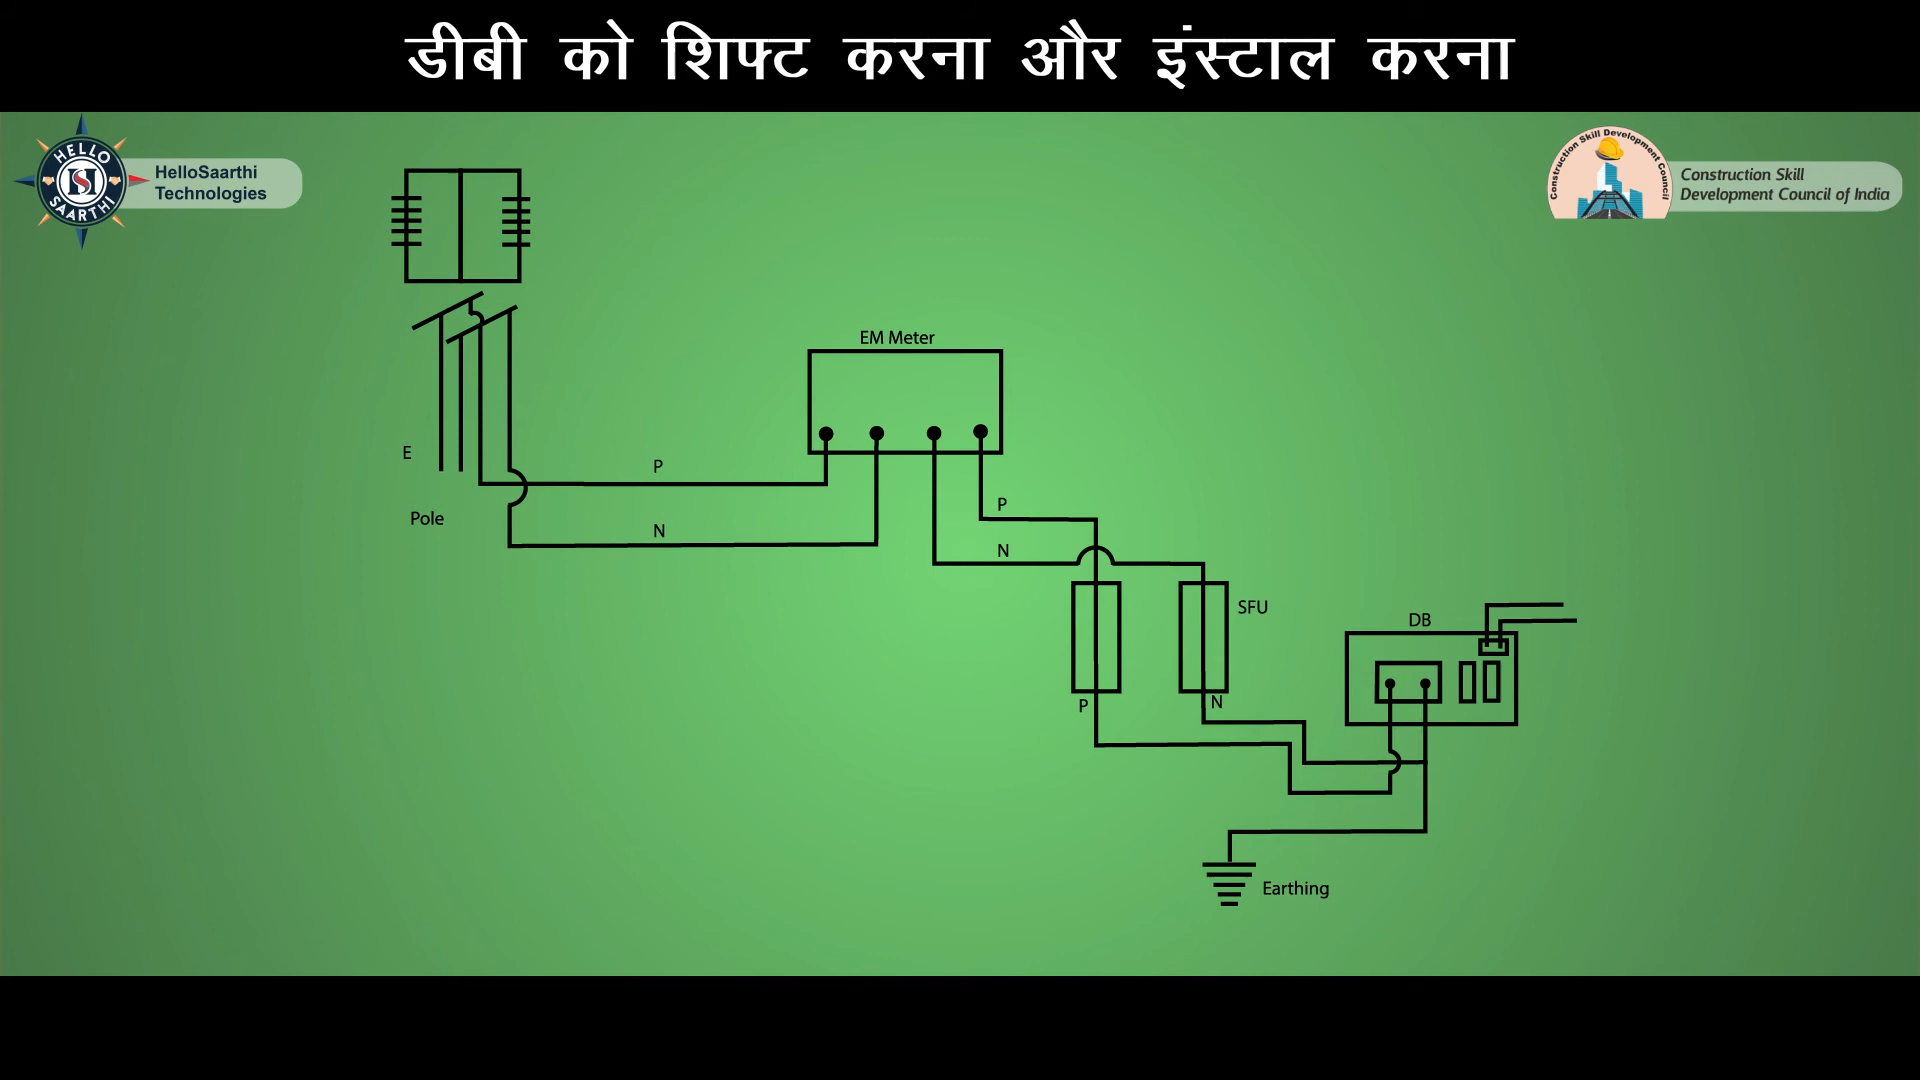 डीबी को शिफ्ट करना और इंस्टाल करना
HELLO SAARTHI
HelloSaarthi
Technologies
Construction Skill Development Council
Construction Skill
Development Council of India
EM Meter
E
P
Pole
N
P
N
SFU
DB
P
N
Earthing